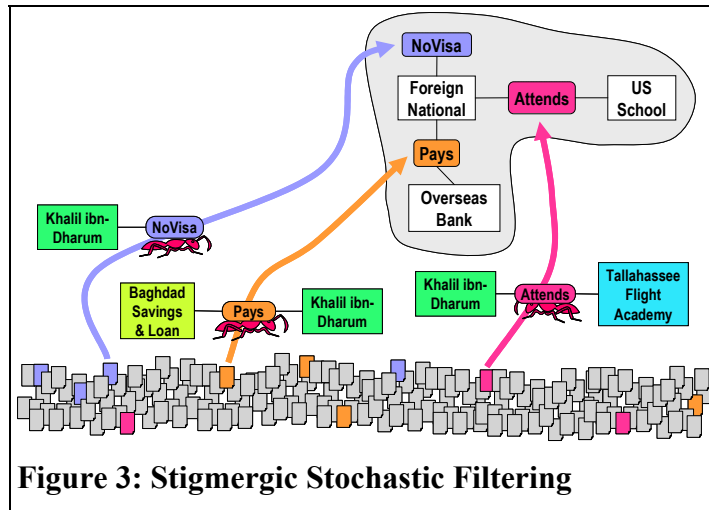 NoVisa
Foreign
National
Attends
US
School
Pays
Overseas
Bank
Khalil ibn-
Dharum
NoVisa
Baghdad
Savings
& Loan
Pays
Khalil ibn-
Dharum
Khalil ibn-
Dharum
Attends
Tallahassee
Flight
Academy
Figure 3: Stigmergic Stochastic Filtering